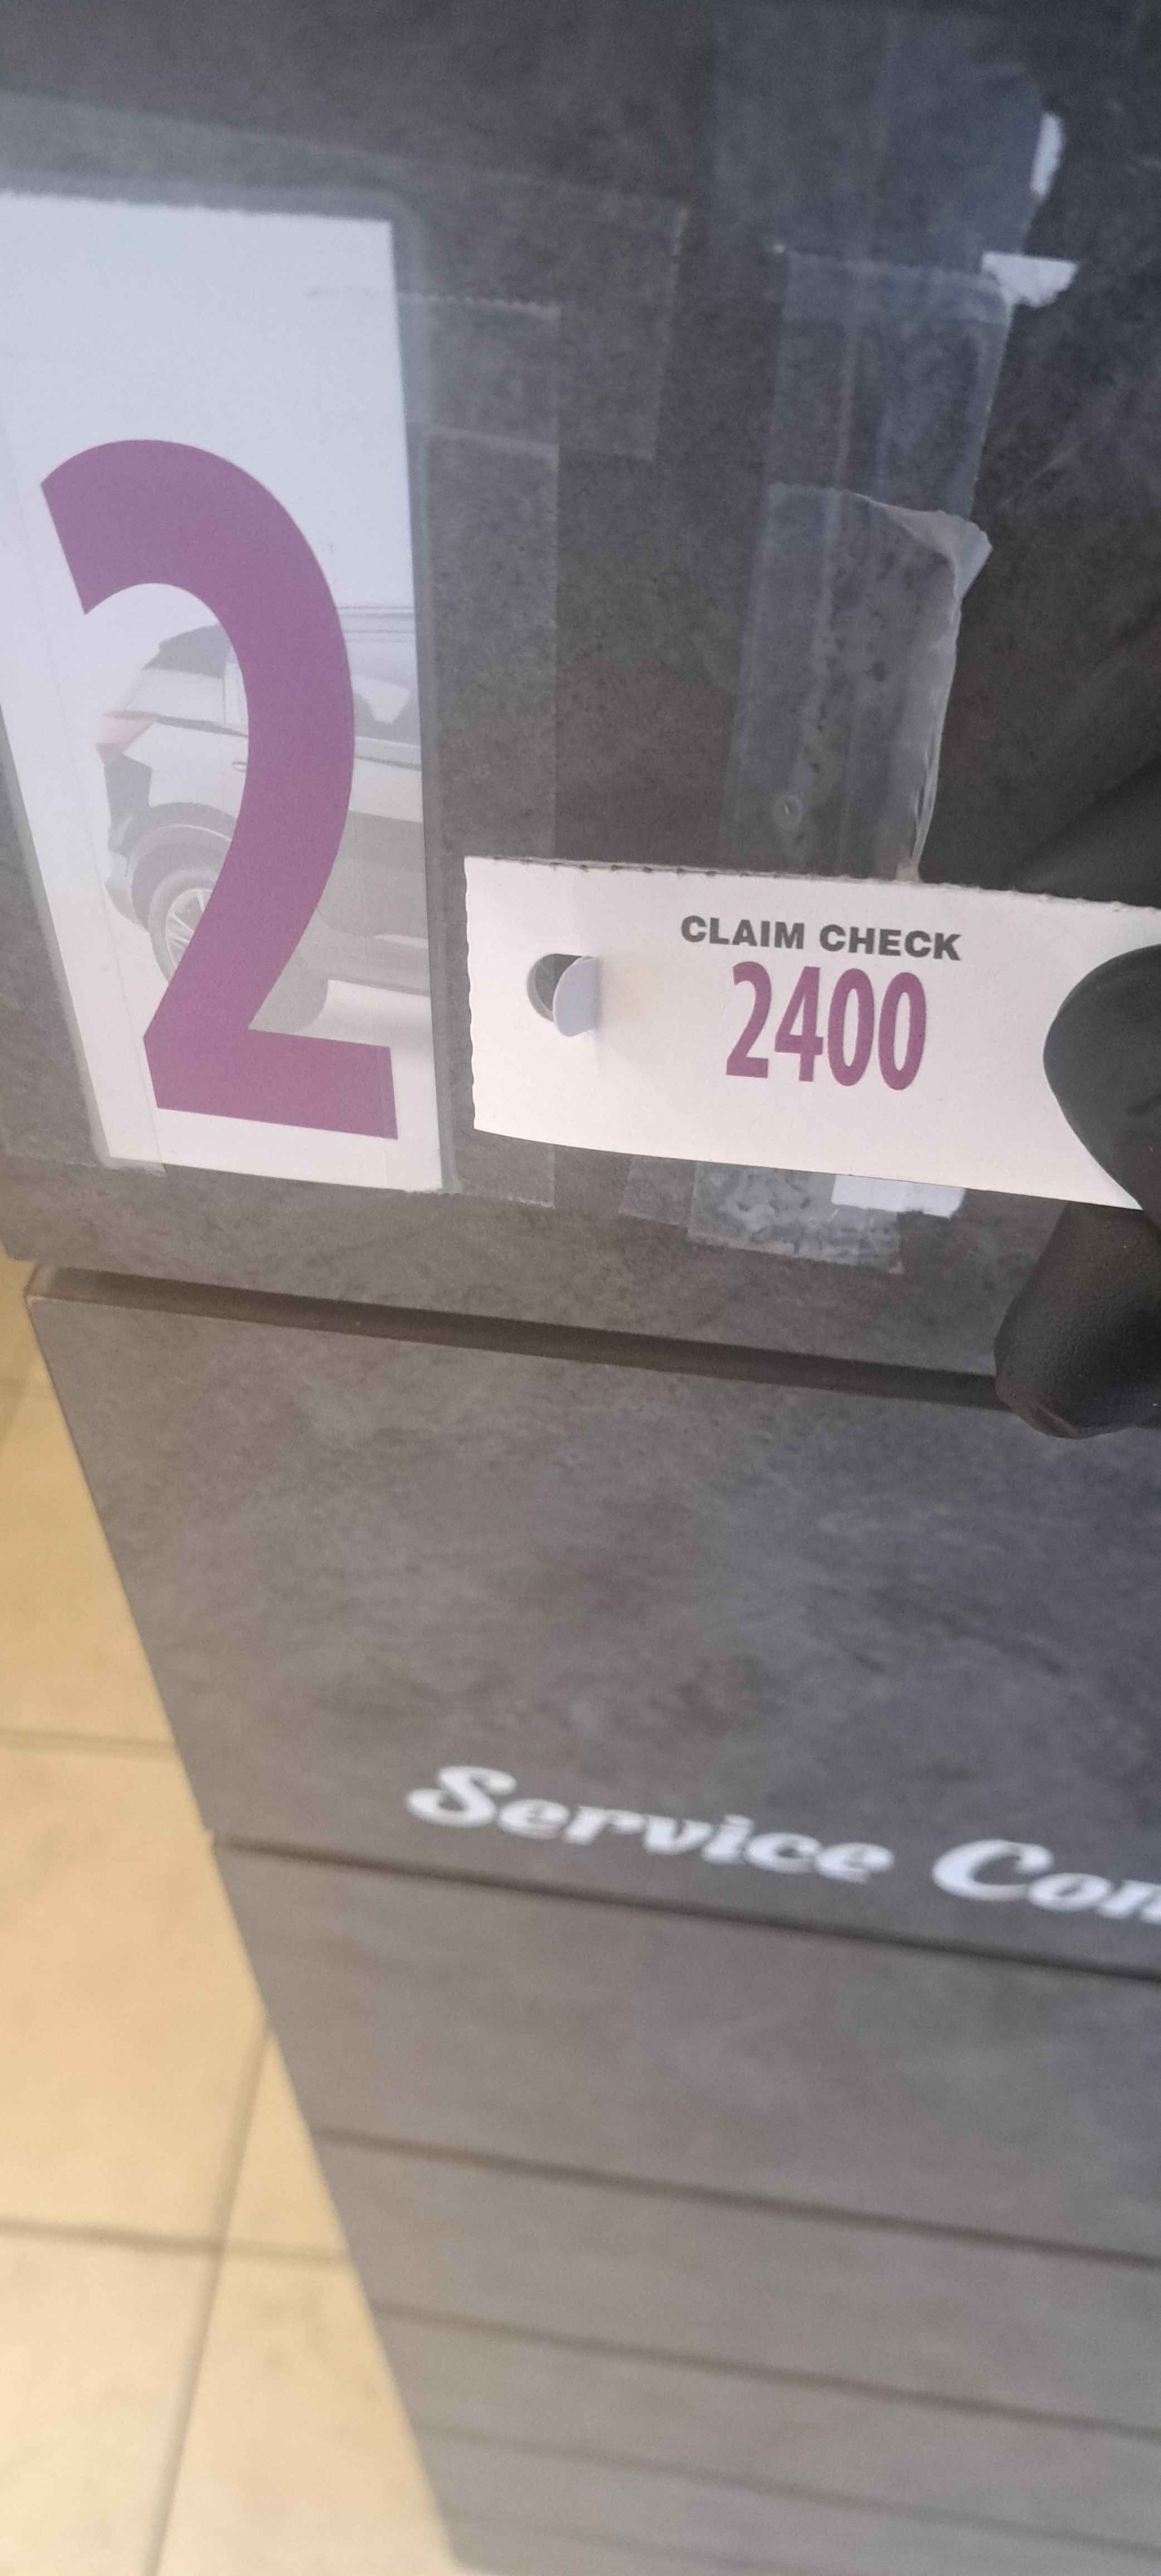 2
CLAIM CHECK
2400
Service